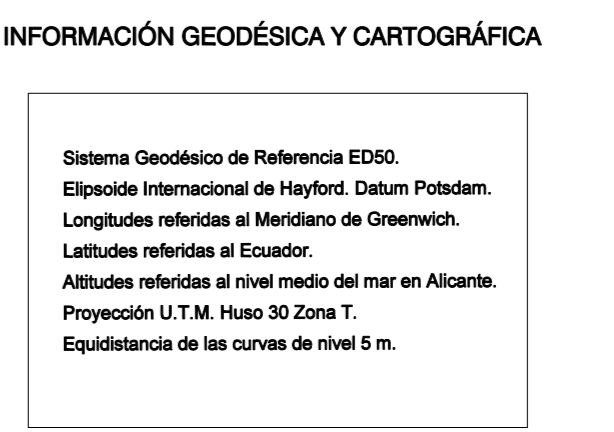 INFORMACIÓN GEODÉSICA Y CARTOGRÁFICA
Sistema Geodésico de Referencia ED50.
Elipsoide Internacional de Hayford. Datum Potsdam.
Longitudes referidas al Meridiano de Greenwich.
Latitudes referidas al Ecuador.
Altitudes referidas al nivel medio del mar en Alicante.
Proyección U.T.M. Huso 30 Zona T.
Equidistancia de las curvas de nivel 5 m.